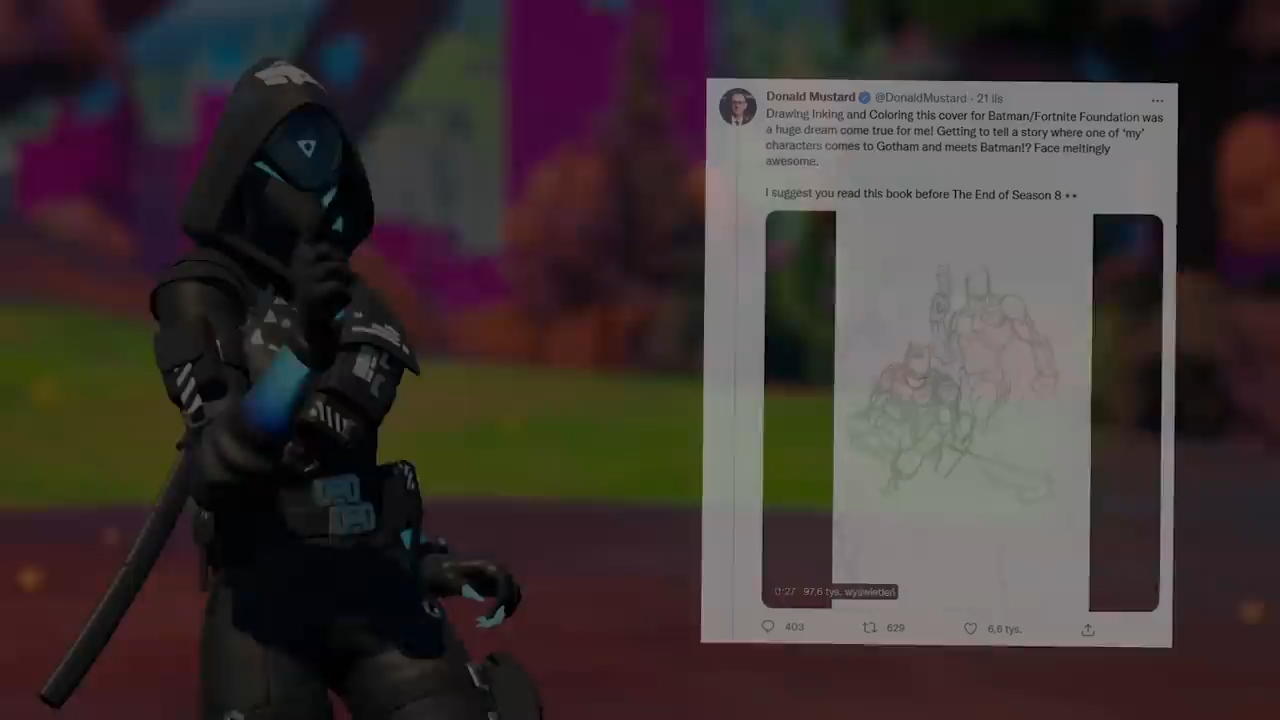 Donald Mustard @DonaldMustard · 21 lis
Drawing Inking and Coloring this cover for Batman/Fortnite Foundation was
a huge dream come true for me! Getting to tell a story where one of 'my'
characters comes to Gotham and meets Batman!? Face meltingly
awesome.
I suggest you read this book before The End of Season 8
0:27 97,6 tys. wyświetleń
403 629 6,6 tys.